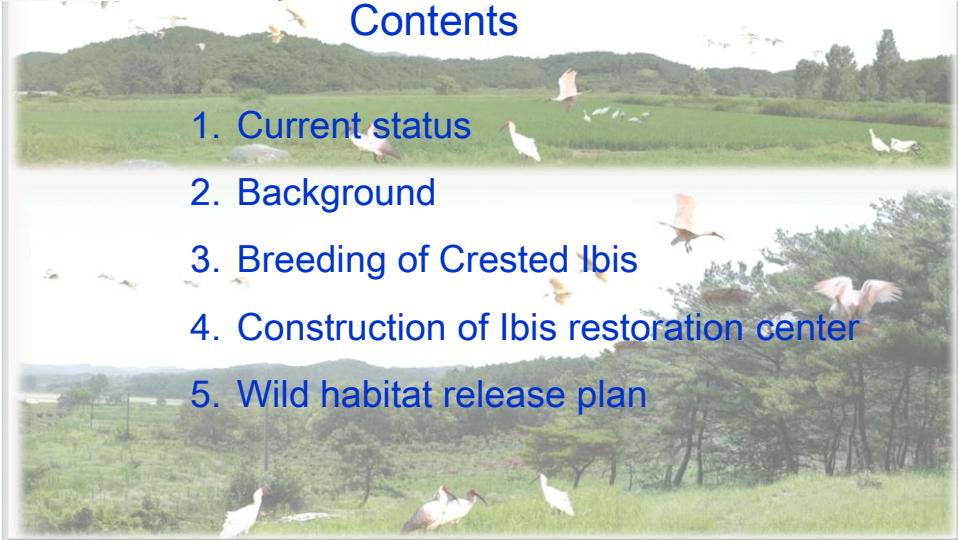 Contents
1. Current status
2. Background
3. Breeding of Crested Ibis
4. Construction of Ibis restoration center
5. Wild habitat release plan